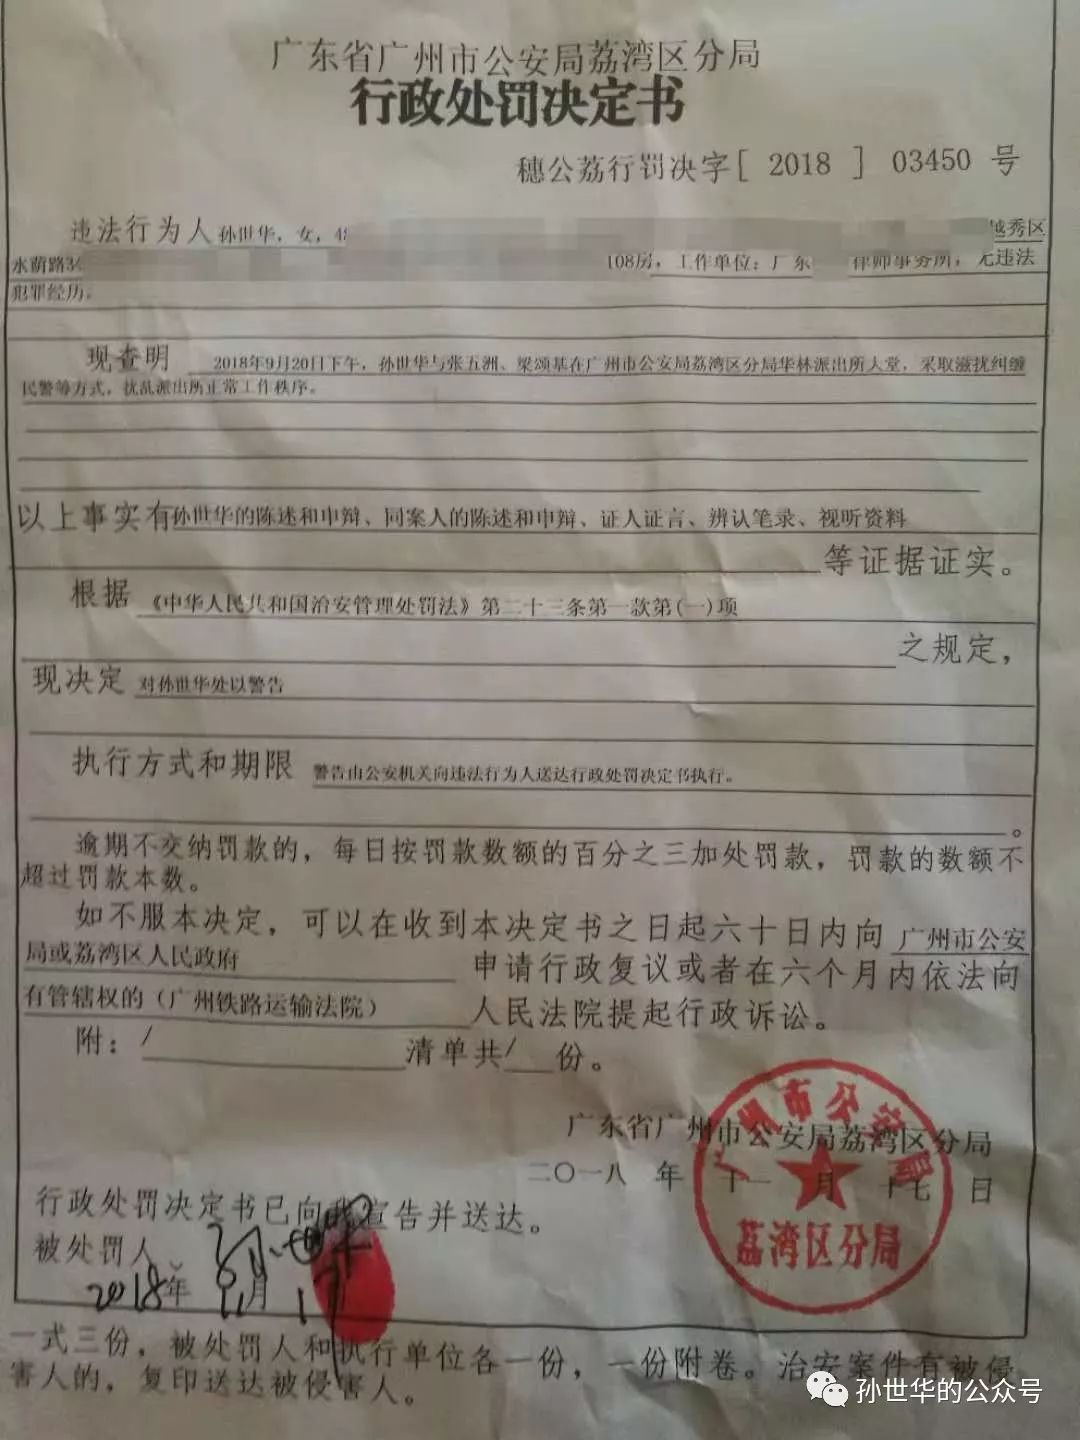 广东省广州市公安局荔湾区分局
行政处罚决定书
穗公荔行罚决字[ 2018 ] 03450 号
违法行为人 孙世华，女，48 越秀区
水荫路34 108房，工作单位：广东 律师事务所，无违法
犯罪经历。
现查明 2018年9月20日下午，孙世华与张五洲、梁颂基在广州市公安局荔湾区分局华林派出所大堂，采取滋扰纠缠
民警等方式，扰乱派出所正常工作秩序。
以上事实有孙世华的陈述和申辩、同案人的陈述和申辩、证人证言、辨认笔录、视听资料
等证据证实。
根据 《中华人民共和国治安管理处罚法》第二十三条第一款第(一)项
之规定，
现决定 对孙世华处以警告
执行方式和期限 警告由公安机关向违法行为人送达行政处罚决定书执行。
。
逾期不交纳罚款的，每日按罚款数额的百分之三加处罚款，罚款的数额不
超过罚款本数。
如不服本决定，可以在收到本决定书之日起六十日内向 广州市公安
局或荔湾区人民政府 申请行政复议或者在六个月内依法向
有管辖权的（广州铁路运输法院） 人民法院提起行政诉讼。
附：/ 清单共/ 份。
广东省广州市公安局荔湾区分局
二〇一八 年 十一 月 十七 日
广州市公安局
荔湾区分局
行政处罚决定书已向我宣告并送达。
被处罚人 孙世华
2018年 11月 17
一式三份，被处罚人和执行单位各一份，一份附卷。治安案件有被侵
害人的，复印送达被侵害人。
孙世华的公众号